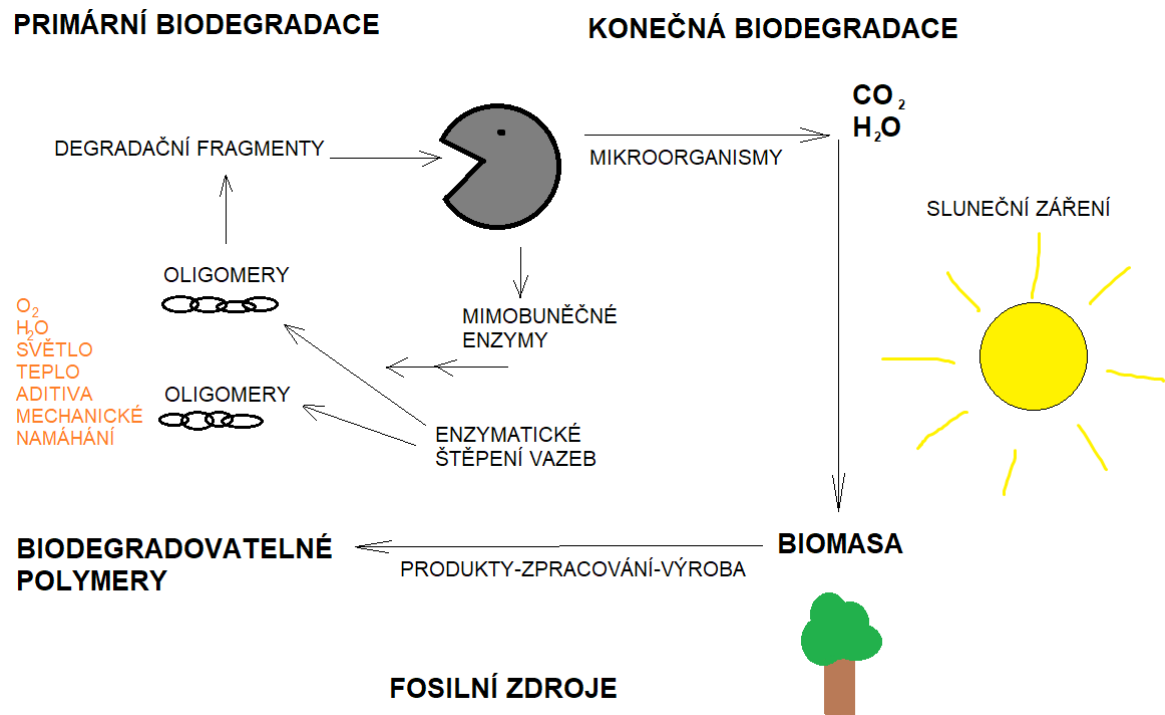 PRIMÁRNÍ BIODEGRADACE
KONEČNÁ BIODEGRADACE
CO₂
H₂O
DEGRADAČNÍ FRAGMENTY
MIKROORGANISMY
SLUNEČNÍ ZÁŘENÍ
OLIGOMERY
O₂
H₂O
SVĚTLO
TEPLO
ADITIVA
MECHANICKÉ
NAMÁHÁNÍ
MIMOBUNĚČNÉ
ENZYMY
OLIGOMERY
ENZYMATICKÉ
ŠTĚPENÍ VAZEB
BIODEGRADOVATELNÉ
POLYMERY
BIOMASA
PRODUKTY-ZPRACOVÁNÍ-VÝROBA
FOSILNÍ ZDROJE